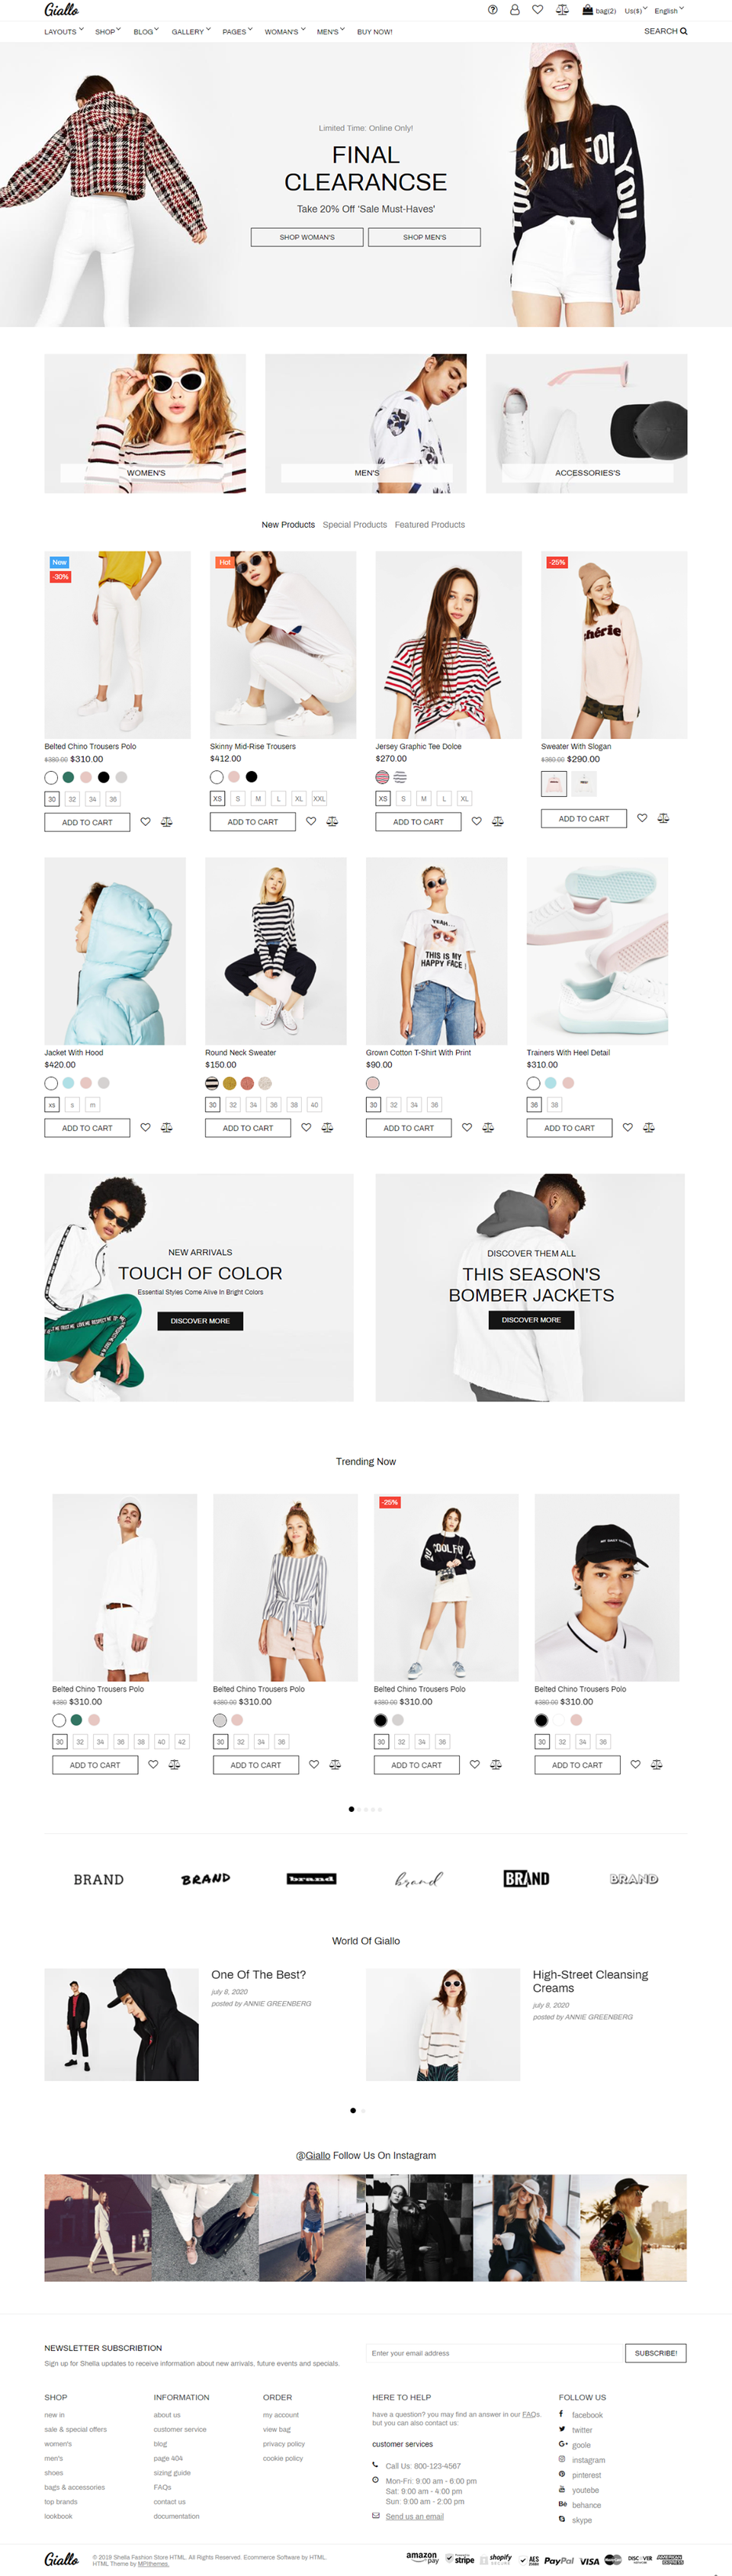 Giallo
bag(2) Us($) English
LAYOUTS SHOP BLOG GALLERY PAGES WOMAN'S MEN'S BUY NOW! SEARCH
Limited Time: Online Only!
FINAL
CLEARANCSE
Take 20% Off 'Sale Must-Haves'
SHOP WOMAN'S SHOP MEN'S
WOMEN'S MEN'S ACCESSORIES'S
New Products Special Products Featured Products
New Hot -25%
-30%
chérie
Belted Chino Trousers Polo Skinny Mid-Rise Trousers Jersey Graphic Tee Dolce Sweater With Slogan
$380.00 $310.00 $412.00 $270.00 $380.00 $290.00
30 32 34 36 XS S M L XL XXL XS S M L XL
ADD TO CART ADD TO CART ADD TO CART ADD TO CART
YEAH...
THIS IS MY
HAPPY FACE !
Jacket With Hood Round Neck Sweater Grown Cotton T-Shirt With Print Trainers With Heel Detail
$420.00 $150.00 $90.00 $310.00
xs s m 30 32 34 36 38 40 30 32 34 36 36 38
ADD TO CART ADD TO CART ADD TO CART ADD TO CART
NEW ARRIVALS
TOUCH OF COLOR
Essential Styles Come Alive In Bright Colors
DISCOVER MORE
DISCOVER THEM ALL
THIS SEASON'S
BOMBER JACKETS
DISCOVER MORE
Trending Now
-25%
Belted Chino Trousers Polo Belted Chino Trousers Polo Belted Chino Trousers Polo Belted Chino Trousers Polo
$380 $310.00 $380.00 $310.00 $380.00 $310.00 $380.00 $310.00
30 32 34 36 38 40 42 30 32 34 36 30 32 34 36 30 32 34 36
ADD TO CART ADD TO CART ADD TO CART ADD TO CART
BRAND BRAND brand brand BRAND BRAND
World Of Giallo
One Of The Best?
july 8, 2020
posted by ANNIE GREENBERG
High-Street Cleansing
Creams
july 8, 2020
posted by ANNIE GREENBERG
@Giallo Follow Us On Instagram
NEWSLETTER SUBSCRIBTION
Sign up for Shella updates to receive information about new arrivals, future events and specials.
Enter your email address SUBSCRIBE!
SHOP
new in
sale & special offers
women's
men's
shoes
bags & accessories
top brands
lookbook
INFORMATION
about us
customer service
blog
page 404
sizing guide
FAQs
contact us
documentation
ORDER
my account
view bag
privacy policy
cookie policy
HERE TO HELP
have a question? you may find an answer in our FAQs.
but you can also contact us:
customer services
Call Us: 800-123-4567
Mon-Fri: 9:00 am - 6:00 pm
Sat: 9:00 am - 4:00 pm
Sun: 9:00 am - 2:00 pm
Send us an email
FOLLOW US
facebook
twitter
goole
instagram
pinterest
youtebe
behance
skype
Giallo
© 2019 Shella Fashion Store HTML. All Rights Reserved. Ecommerce Software by HTML.
HTML Theme by MPthemes.
amazon pay stripe shopify SECURE AES PayPal VISA DISCOVER AMERICAN EXPRESS